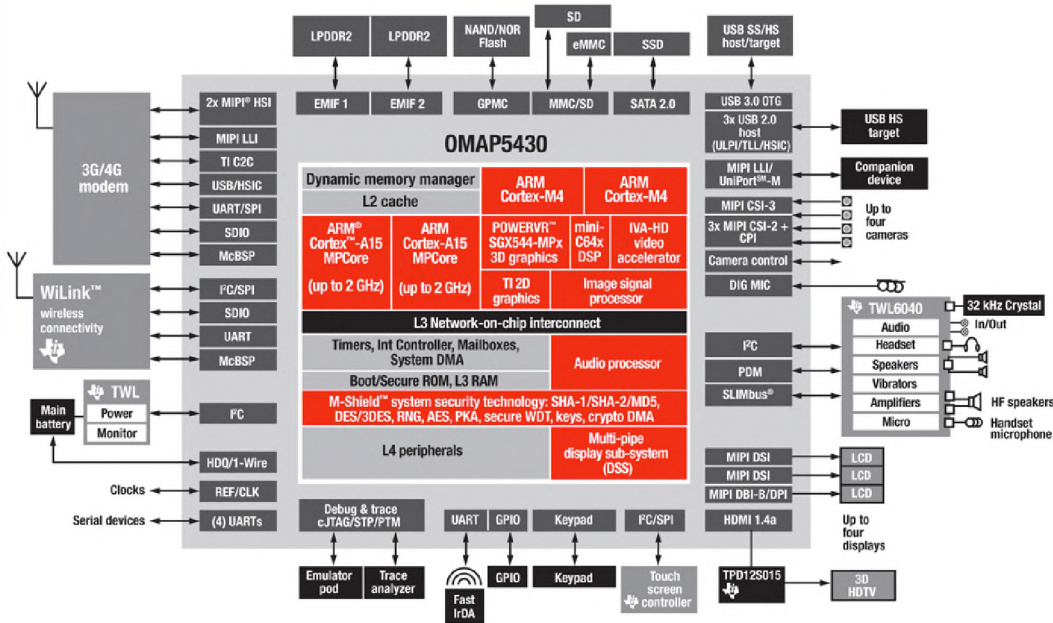 LPDDR2
LPDDR2
NAND/NOR
Flash
SD
eMMC
SSD
USB SS/HS
host/target
EMIF 1
EMIF 2
GPMC
MMC/SD
SATA 2.0
USB 3.0 OTG
3x USB 2.0
host
(ULPI/TLL/HSIC)
USB HS
target
MIPI LLI/
UniPort℠-M
Companion
device
MIPI CSI-3
3x MIPI CSI-2 +
CPI
Up to
four
cameras
Camera control
DIG MIC
3G/4G
modem
2x MIPI® HSI
MIPI LLI
TI C2C
USB/HSIC
UART/SPI
SDIO
McBSP
WiLink™
wireless
connectivity
I²C/SPI
SDIO
UART
McBSP
TWL
Power
Monitor
Main
battery
I²C
HDQ/1-Wire
Clocks
REF/CLK
Serial devices
(4) UARTs
OMAP5430
Dynamic memory manager
L2 cache
ARM
Cortex-M4
ARM
Cortex-M4
ARM®
Cortex™-A15
MPCore
(up to 2 GHz)
ARM
Cortex-A15
MPCore
(up to 2 GHz)
POWERVR™
SGX544-MPx
3D graphics
mini-
C64x
DSP
IVA-HD
video
accelerator
TI 2D
graphics
Image signal
processor
L3 Network-on-chip interconnect
Timers, Int Controller, Mailboxes,
System DMA
Boot/Secure ROM, L3 RAM
Audio processor
M-Shield™ system security technology: SHA-1/SHA-2/MD5,
DES/3DES, RNG, AES, PKA, secure WDT, keys, crypto DMA
L4 peripherals
Multi-pipe
display sub-system
(DSS)
I²C
PDM
SLIMbus®
TWL6040
32 kHz Crystal
Audio
In/Out
Headset
Speakers
Vibrators
Amplifiers
HF speakers
Micro
Handset
microphone
MIPI DSI
LCD
MIPI DSI
LCD
MIPI DBI-B/DPI
LCD
Up to
four
displays
HDMI 1.4a
TPD12S015
3D
HDTV
Debug & trace
cJTAG/STP/PTM
UART
GPIO
Keypad
I²C/SPI
Emulator
pod
Trace
analyzer
Fast
IrDA
GPIO
Keypad
Touch
screen
controller